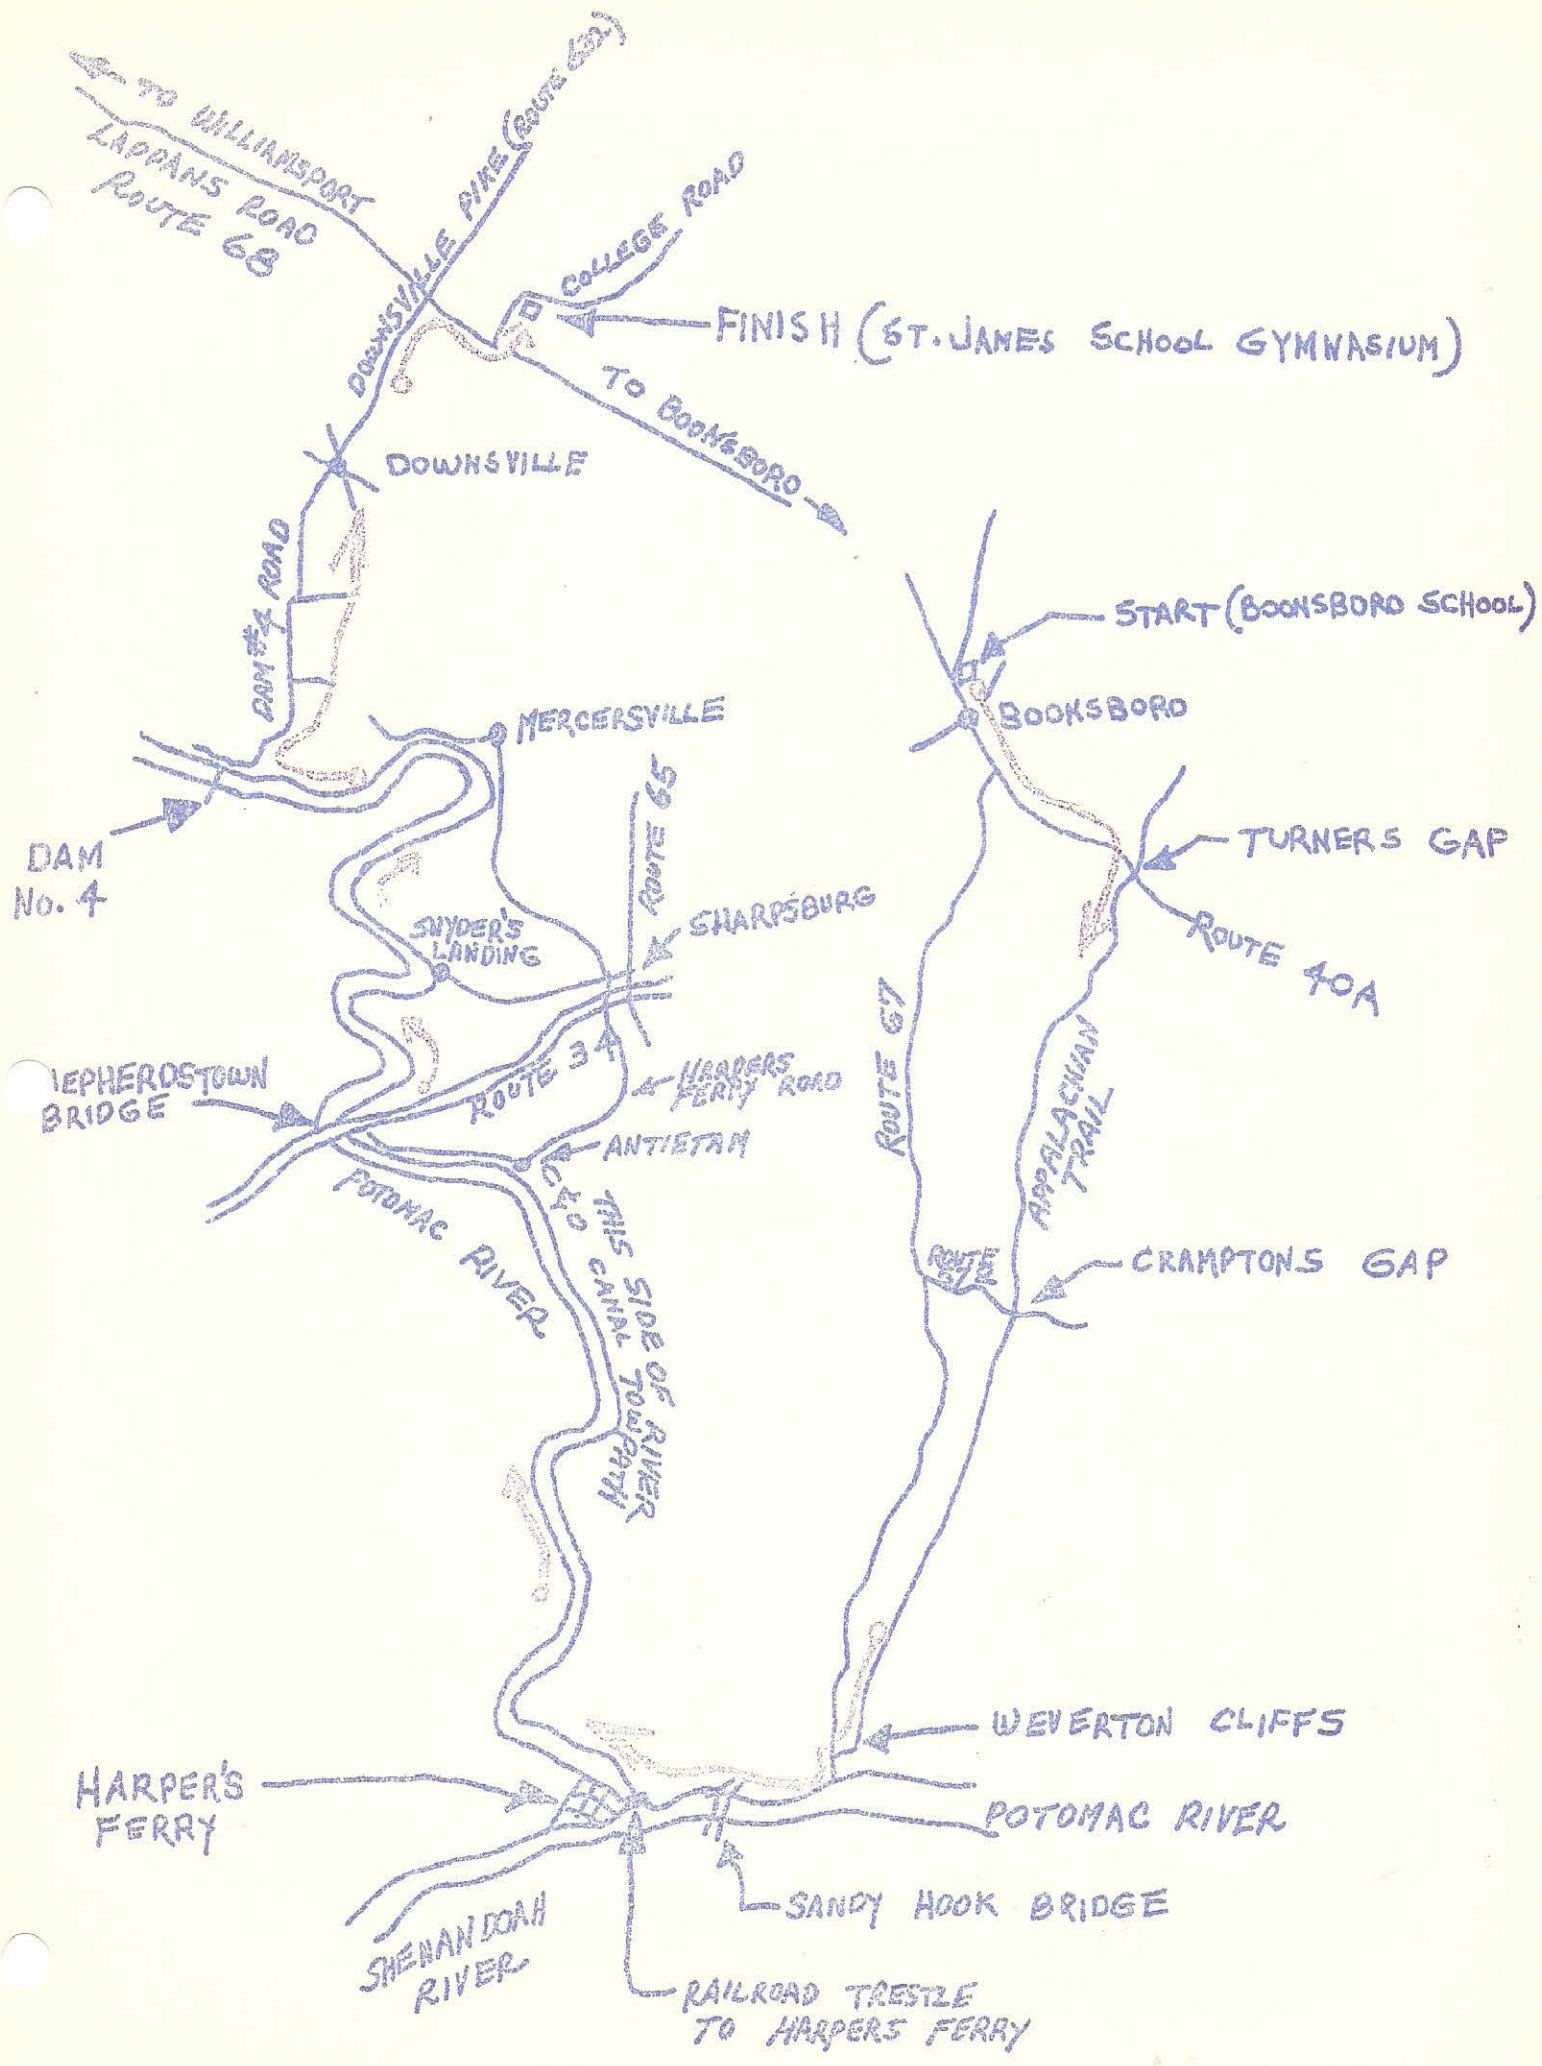 TO WILLIAMSPORT
LAPPANS ROAD
ROUTE 68
DOWNSVILLE PIKE (ROUTE 632)
COLLEGE ROAD
FINISH (ST. JAMES SCHOOL GYMNASIUM)
TO BOONSBORO
DOWNSVILLE
DAM #4 ROAD
START (BOONSBORO SCHOOL)
MERCERSVILLE
BOONSBORO
ROUTE 65
DAM
No. 4
TURNERS GAP
SNYDER'S
LANDING
SHARPSBURG
ROUTE 40A
ROUTE 67
HEPHERDSTOWN
BRIDGE
ROUTE 34
HARPERS
FERRY ROAD
APPALACHIAN
TRAIL
ANTIETAM
POTOMAC RIVER
C & O CANAL TOWPATH
THIS SIDE OF RIVER
ROUTE
CRAMPTONS GAP
WEVERTON CLIFFS
HARPER'S
FERRY
POTOMAC RIVER
SANDY HOOK BRIDGE
SHENANDOAH
RIVER
RAILROAD TRESTLE
TO HARPERS FERRY